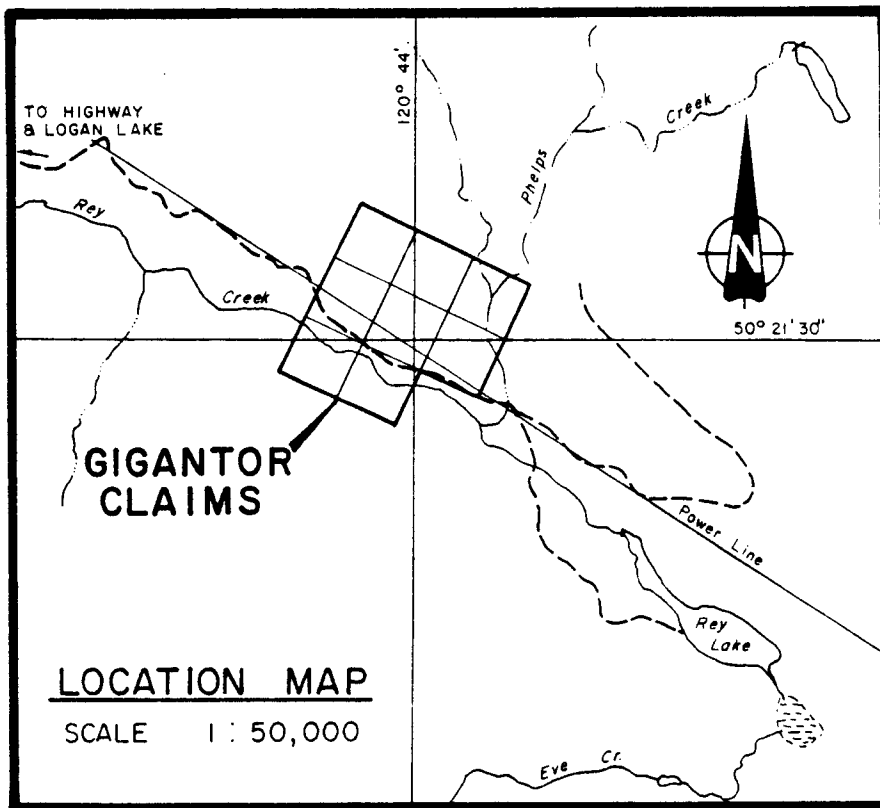 120° 44'
TO HIGHWAY
& LOGAN LAKE
Creek
Phelps
Rey
Creek
N
50° 21' 30"
GIGANTOR
CLAIMS
Power Line
Rey
Lake
LOCATION MAP
SCALE 1 : 50,000
Eve Cr.